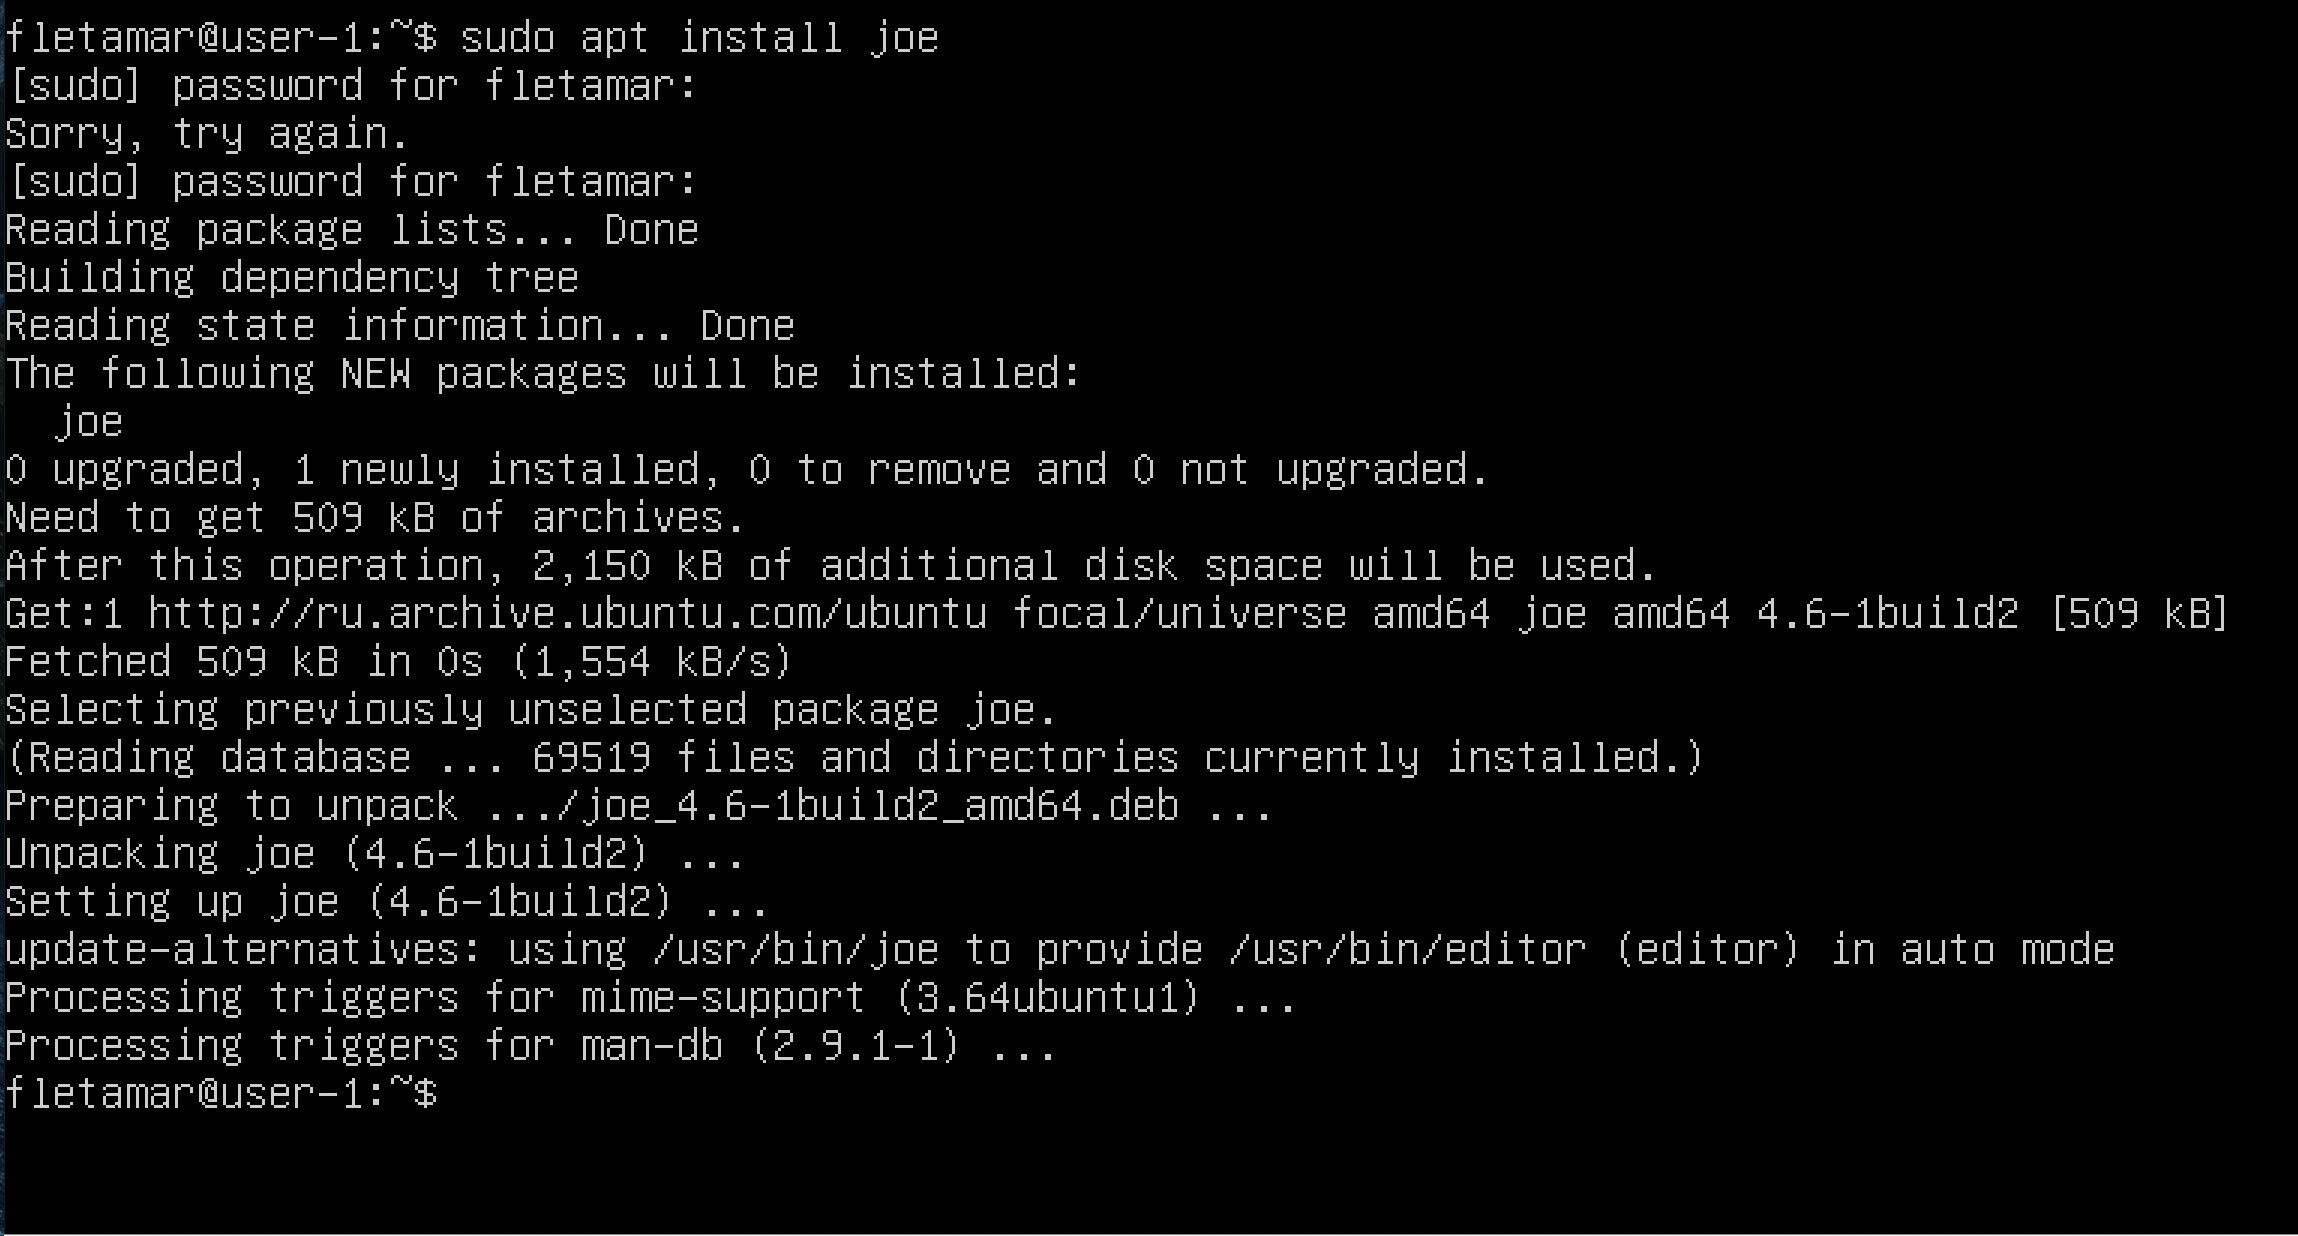 fletamar@user-1:~$ sudo apt install joe
[sudo] password for fletamar:
Sorry, try again.
[sudo] password for fletamar:
Reading package lists... Done
Building dependency tree
Reading state information... Done
The following NEW packages will be installed:
  joe
0 upgraded, 1 newly installed, 0 to remove and 0 not upgraded.
Need to get 509 kB of archives.
After this operation, 2,150 kB of additional disk space will be used.
Get:1 http://ru.archive.ubuntu.com/ubuntu focal/universe amd64 joe amd64 4.6-1build2 [509 kB]
Fetched 509 kB in 0s (1,554 kB/s)
Selecting previously unselected package joe.
(Reading database ... 69519 files and directories currently installed.)
Preparing to unpack .../joe_4.6-1build2_amd64.deb ...
Unpacking joe (4.6-1build2) ...
Setting up joe (4.6-1build2) ...
update-alternatives: using /usr/bin/joe to provide /usr/bin/editor (editor) in auto mode
Processing triggers for mime-support (3.64ubuntu1) ...
Processing triggers for man-db (2.9.1-1) ...
fletamar@user-1:~$